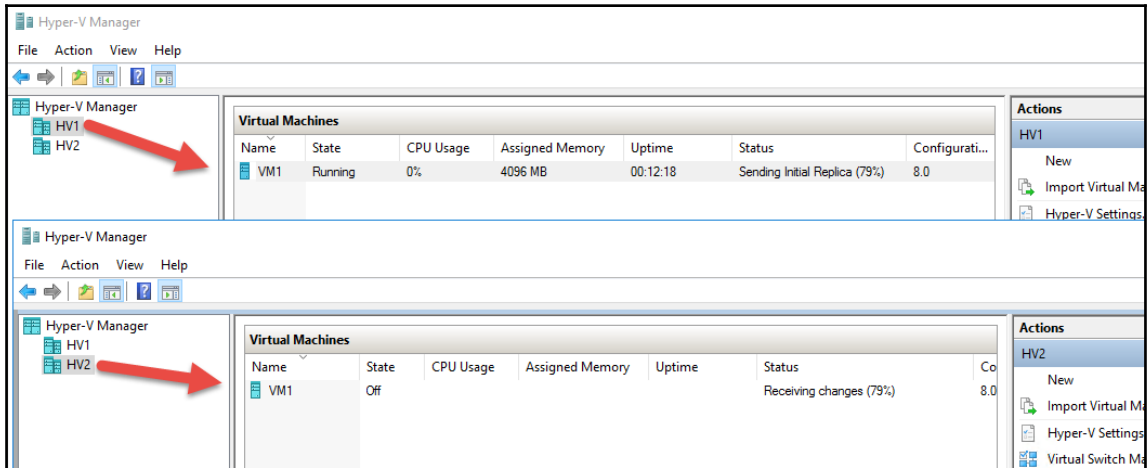 Hyper-V Manager
File Action View Help
Hyper-V Manager
HV1
HV2
Virtual Machines
Name State CPU Usage Assigned Memory Uptime Status Configurati...
VM1 Running 0% 4096 MB 00:12:18 Sending Initial Replica (79%) 8.0
Actions
HV1
New
Import Virtual Ma
Hyper-V Settings.
Hyper-V Manager
File Action View Help
Hyper-V Manager
HV1
HV2
Virtual Machines
Name State CPU Usage Assigned Memory Uptime Status Co
VM1 Off Receiving changes (79%) 8.0
Actions
HV2
New
Import Virtual Ma
Hyper-V Settings
Virtual Switch Ma